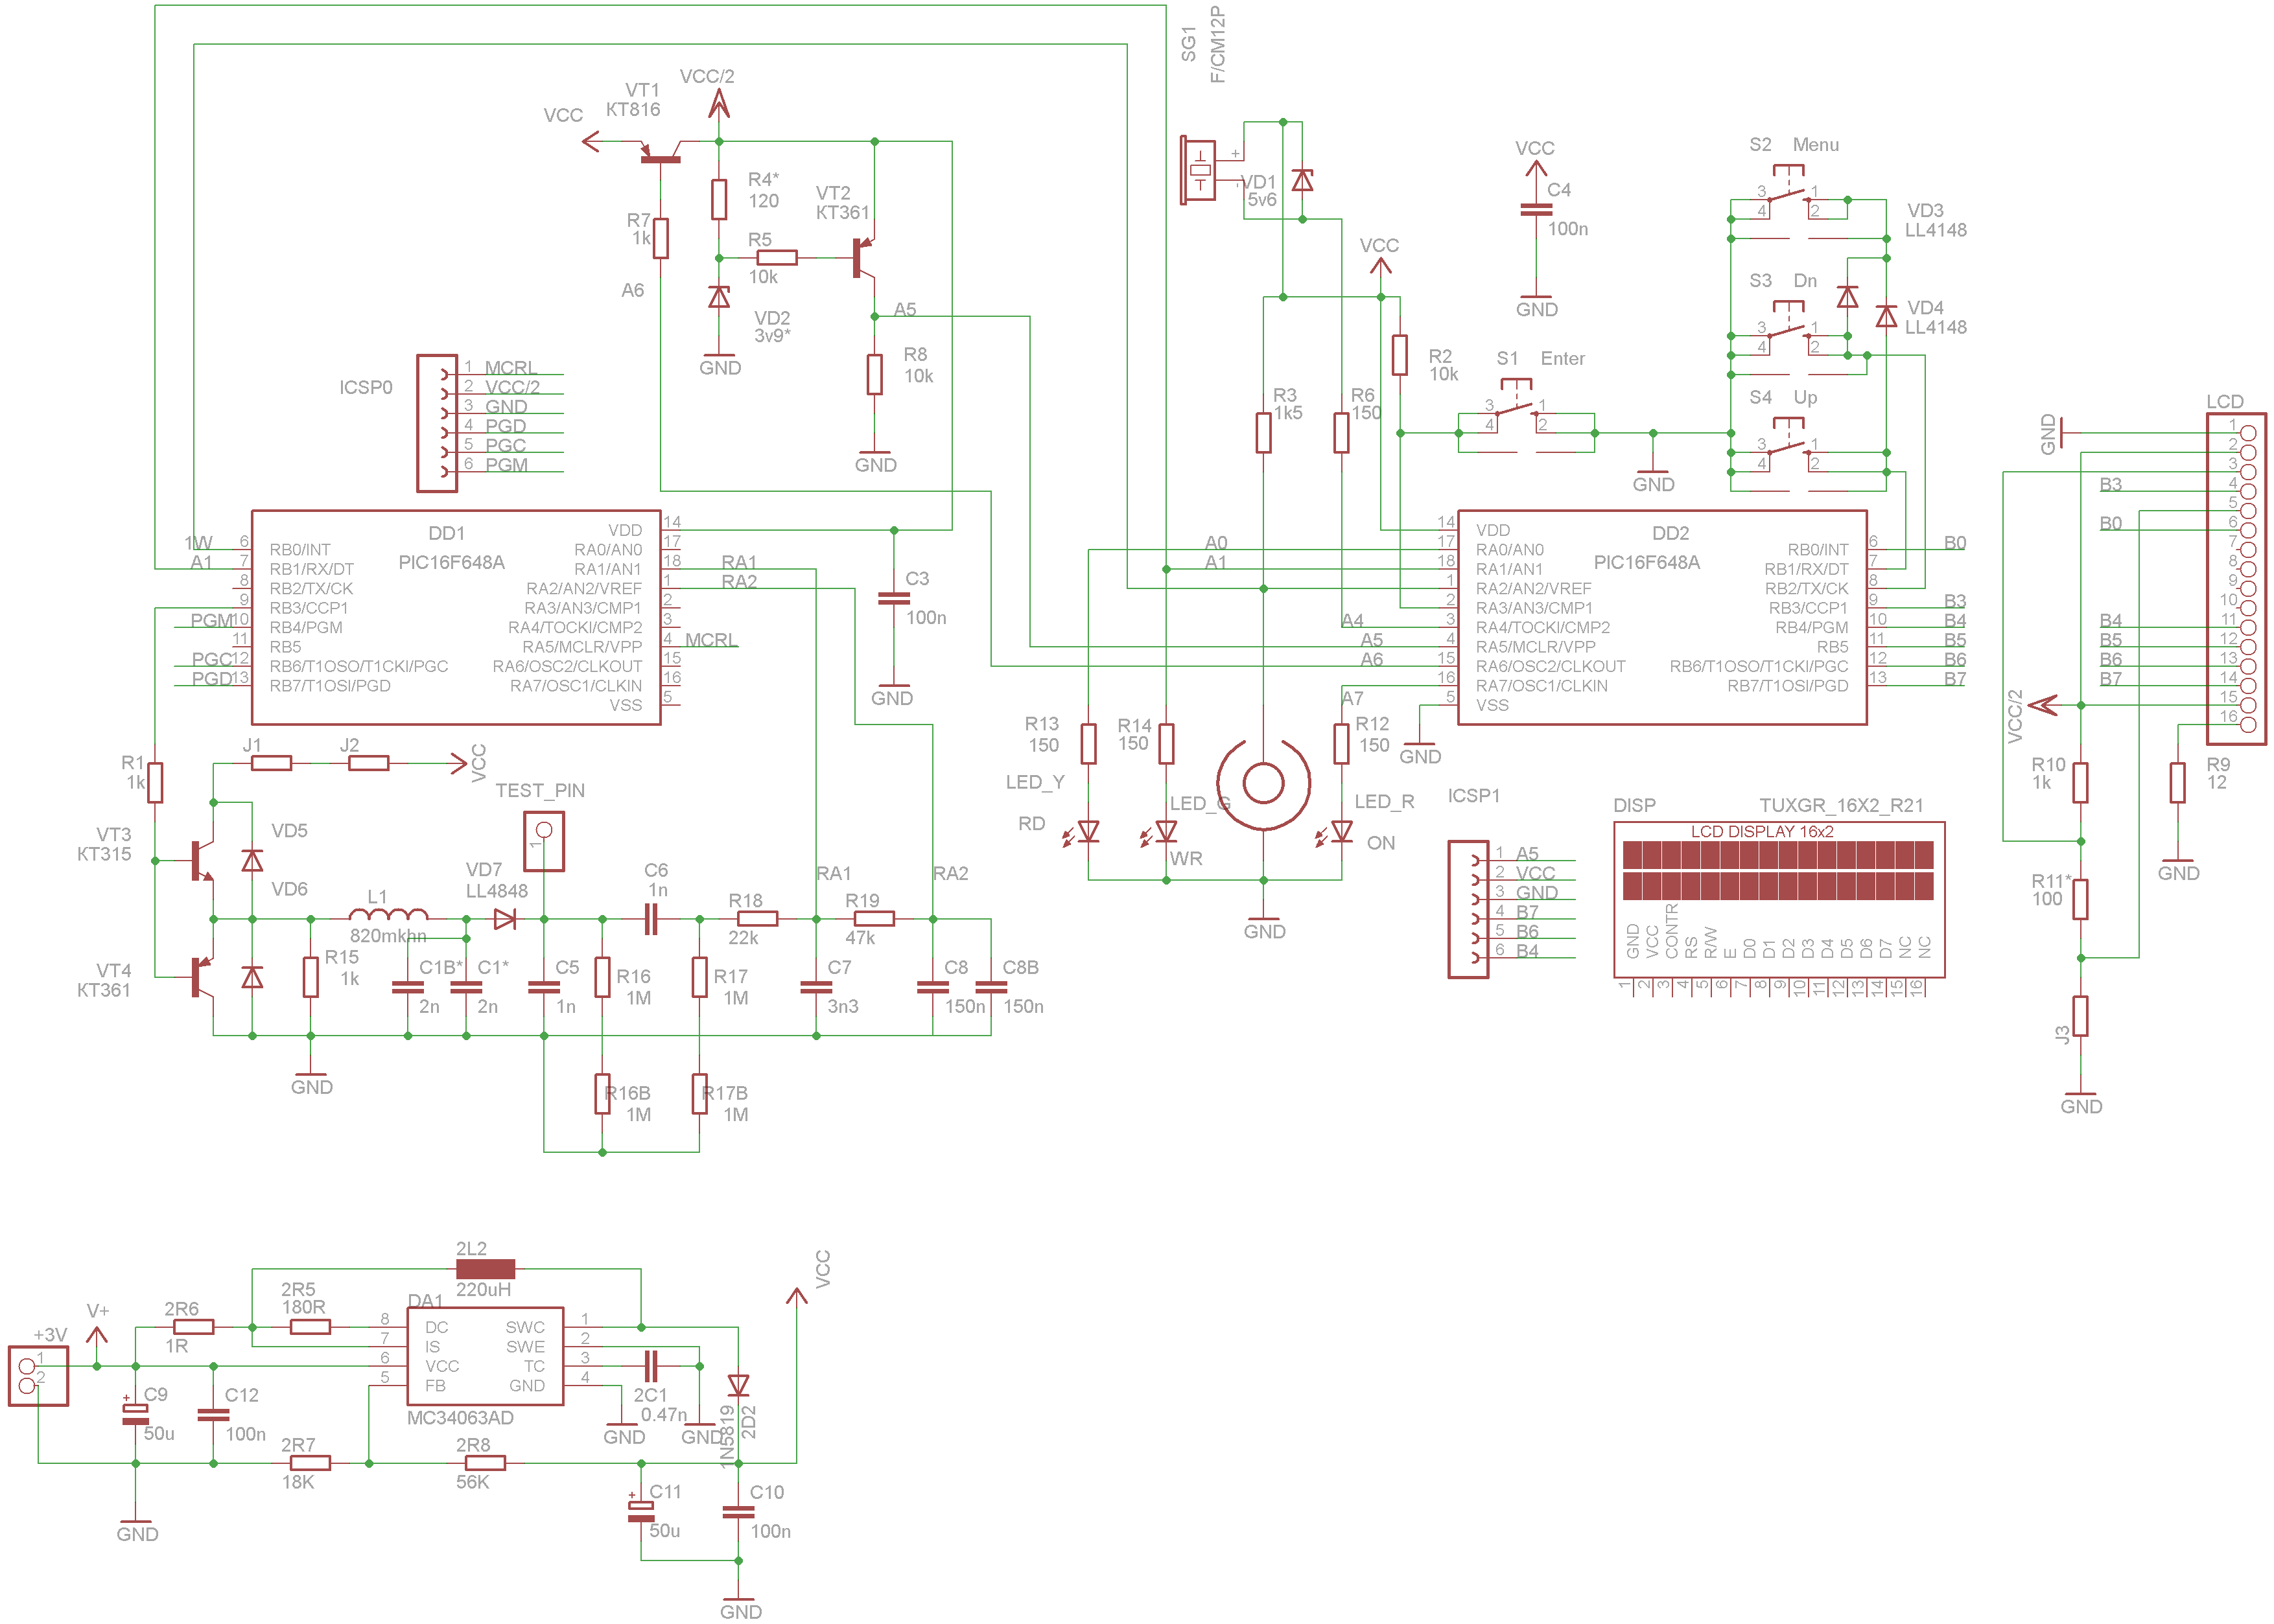 SG1
F/CM12P
VCC/2
VT1
KT816
VCC
R4*
120
VT2
KT361
R7
1k
R5
10k
A6
VD2
3v9*
GND
A5
R8
10k
GND
VD1
5v6
+
-
VCC
C4
100n
GND
VCC
S2 Menu
3 1
4 2
VD3
LL4148
S3 Dn
3 1
4 2
VD4
LL4148
S4 Up
3 1
4 2
R2
10k
S1 Enter
3 1
4 2
GND
R3
1k5
R6
150
ICSP0
1 MCRL
2 VCC/2
3 GND
4 PGD
5 PGC
6 PGM
DD1
PIC16F648A
1W 6 RB0/INT
A1 7 RB1/RX/DT
8 RB2/TX/CK
9 RB3/CCP1
PGM 10 RB4/PGM
11 RB5
PGC 12 RB6/T1OSO/T1CKI/PGC
PGD 13 RB7/T1OSI/PGD
VDD 14
RA0/AN0 17
RA1/AN1 18 RA1
RA2/AN2/VREF 1 RA2
RA3/AN3/CMP1 2
RA4/TOCKI/CMP2 3
RA5/MCLR/VPP 4 MCRL
RA6/OSC2/CLKOUT 15
RA7/OSC1/CLKIN 16
VSS 5
C3
100n
GND
DD2
PIC16F648A
14 VDD
A0 17 RA0/AN0
A1 18 RA1/AN1
1 RA2/AN2/VREF
2 RA3/AN3/CMP1
A4 3 RA4/TOCKI/CMP2
A5 4 RA5/MCLR/VPP
A6 15 RA6/OSC2/CLKOUT
A7 16 RA7/OSC1/CLKIN
5 VSS
GND
RB0/INT 6 B0
RB1/RX/DT 7
RB2/TX/CK 8
RB3/CCP1 9 B3
RB4/PGM 10 B4
RB5 11 B5
RB6/T1OSO/T1CKI/PGC 12 B6
RB7/T1OSI/PGD 13 B7
LCD
GND 1
2
3
B3 4
5
B0 6
7
8
9
10
B4 11
B5 12
B6 13
B7 14
VCC/2 15
16
R10
1k
R9
12
GND
R11*
100
J3
GND
R1
1k
J1
J2
VCC
VT3
KT315
VD5
VD6
VT4
KT361
L1
820mkhn
R15
1k
GND
C1B*
2n
C1*
2n
VD7
LL4848
TEST_PIN
1
C5
1n
C6
1n
R16
1M
R17
1M
R16B
1M
R17B
1M
R18
22k
RA1
R19
47k
RA2
C7
3n3
C8
150n
C8B
150n
R13
150
LED_Y
RD
R14
150
LED_G
WR
R12
150
LED_R
ON
GND
ICSP1
1 A5
2 VCC
3 GND
4 B7
5 B6
6 B4
DISP TUXGR_16X2_R21
LCD DISPLAY 16x2
GND VCC CONTR RS R/W E D0 D1 D2 D3 D4 D5 D6 D7 NC NC
1 2 3 4 5 6 7 8 9 10 11 12 13 14 15 16
+3V
1
2
V+
2R6
1R
2L2
220uH
2R5
180R
DA1
8 DC
7 IS
6 VCC
5 FB
SWC 1
SWE 2
TC 3
GND 4
MC34063AD
2C1
0.47n
GND
GND
1N5819
2D2
VCC
+
C9
50u
C12
100n
2R7
18K
2R8
56K
GND
+
C11
50u
C10
100n
GND